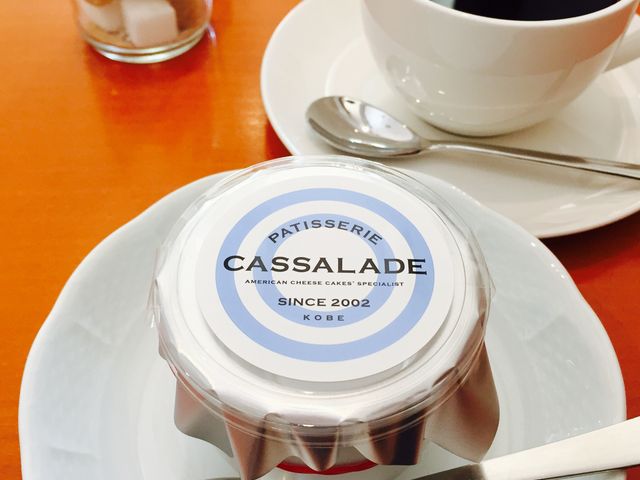 PATISSERIE
CASSALADE
AMERICAN CHEESE CAKES' SPECIALIST
SINCE 2002
KOBE